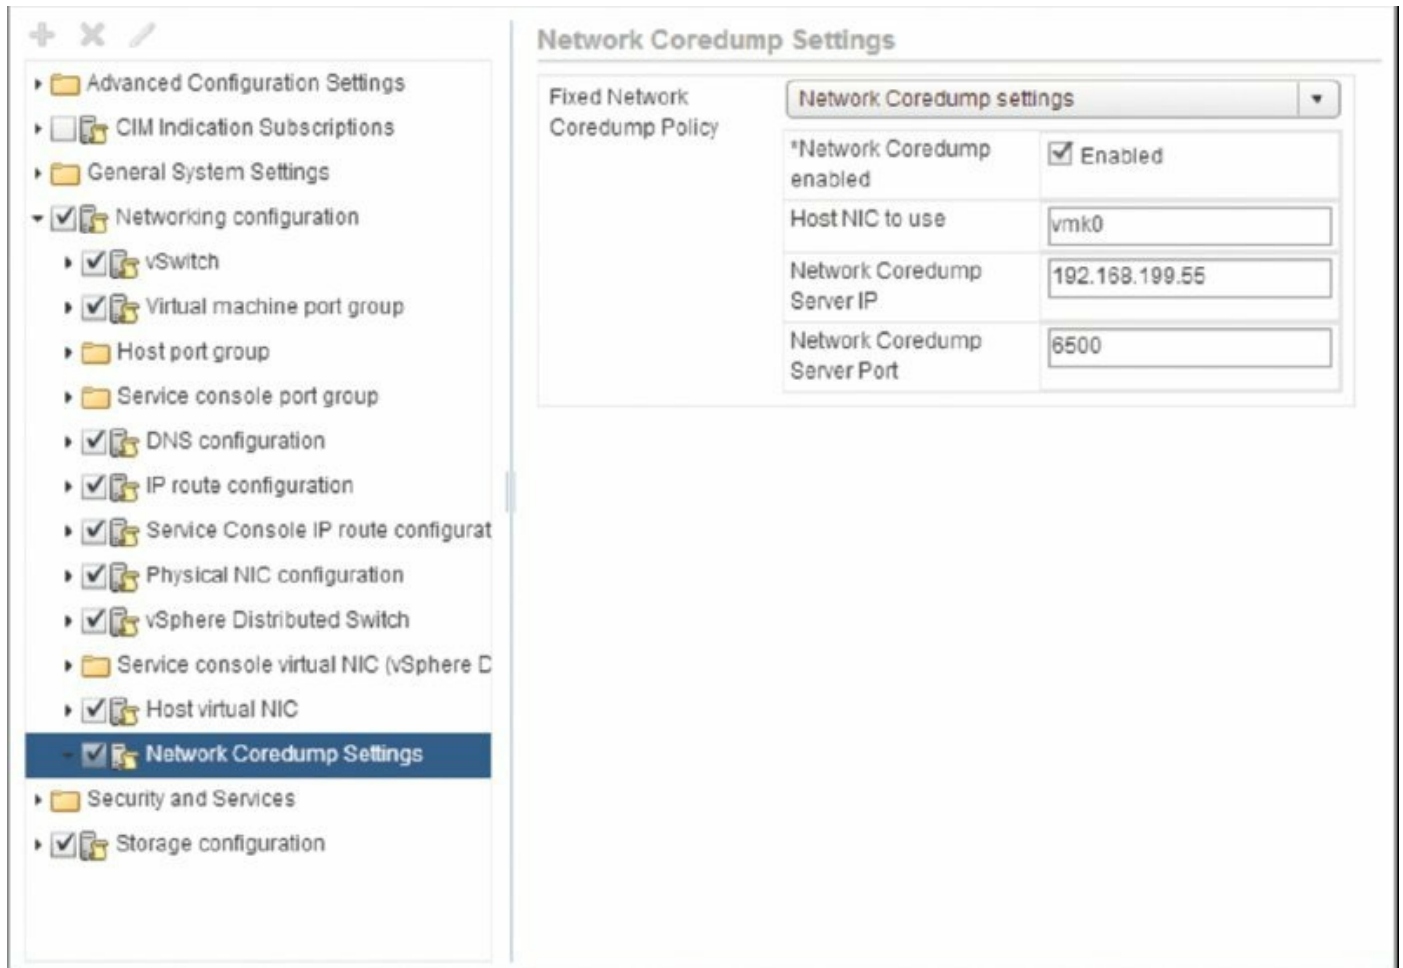 Advanced Configuration Settings
CIM Indication Subscriptions
General System Settings
Networking configuration
vSwitch
Virtual machine port group
Host port group
Service console port group
DNS configuration
IP route configuration
Service Console IP route configurat
Physical NIC configuration
vSphere Distributed Switch
Service console virtual NIC (vSphere D
Host virtual NIC
Network Coredump Settings
Security and Services
Storage configuration
Network Coredump Settings
Fixed Network
Coredump Policy
Network Coredump settings
*Network Coredump
enabled
Enabled
Host NIC to use
vmk0
Network Coredump
Server IP
192.168.199.55
Network Coredump
Server Port
6500